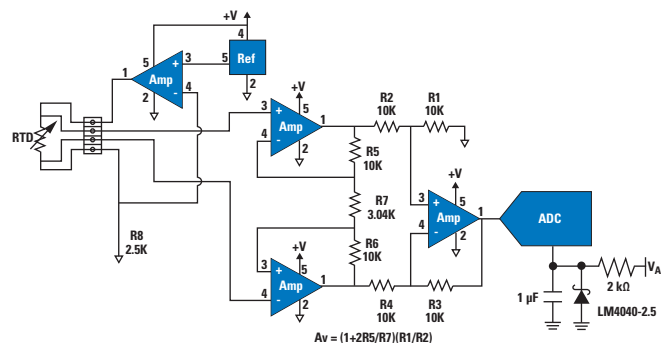 +V
4
5
1
3
+
5
Ref
Amp
4
-
2
2
RTD
R8
2.5K
3
+
+V
5
1
Amp
4
-
2
R2
10K
R1
10K
R5
10K
R7
3.04K
R6
10K
3
+
+V
5
1
Amp
4
-
2
ADC
3
+
+V
5
1
Amp
4
-
2
R4
10K
R3
10K
1 µF
2 kΩ
VA
LM4040-2.5
Av = (1+2R5/R7)(R1/R2)